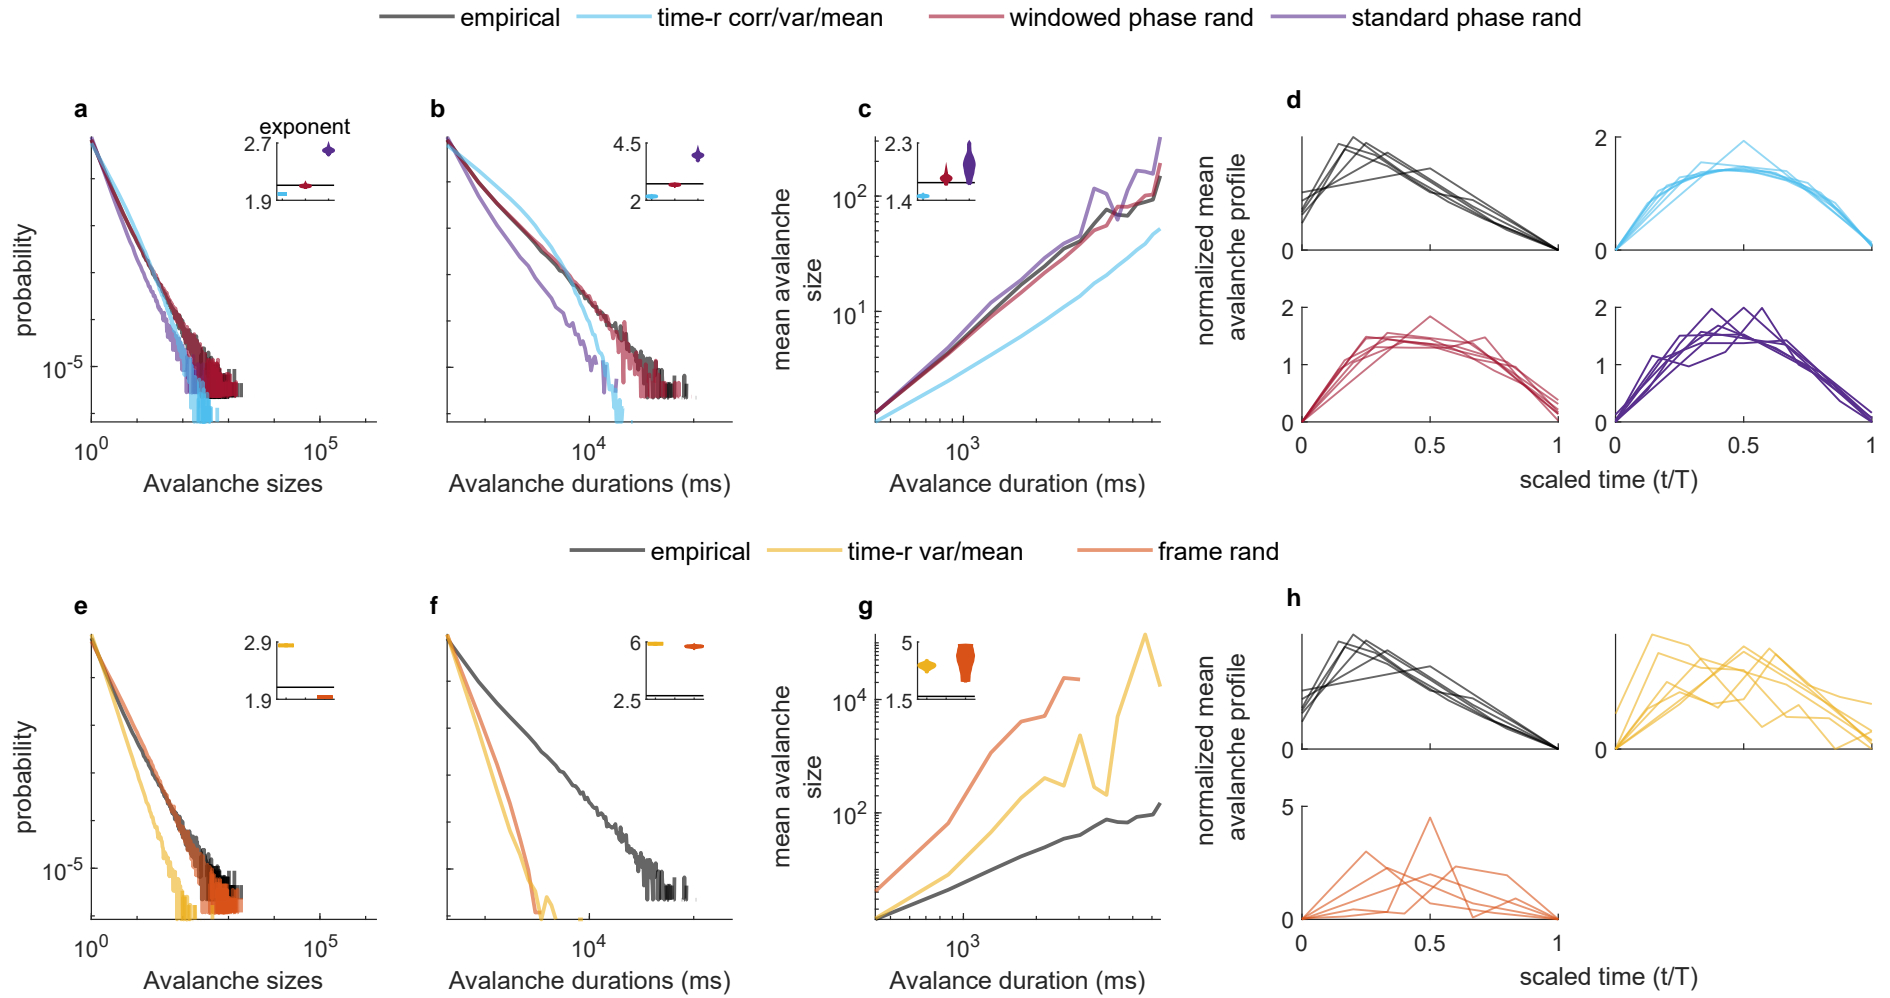 empirical time-r corr/var/mean windowed phase rand standard phase rand
a
exponent
2.7
1.9
probability
10^-5
10^0 10^5
Avalanche sizes
b
4.5
2
10^4
Avalanche durations (ms)
c
2.3
1.4
mean avalanche
size
10^2
10^1
10^3
Avalance duration (ms)
d
normalized mean
avalanche profile
0
2
0
2
1
0
0 0.5 1
2
1
0
0 0.5 1
scaled time (t/T)
empirical time-r var/mean frame rand
e
2.9
1.9
probability
10^-5
10^0 10^5
Avalanche sizes
f
6
2.5
10^4
Avalanche durations (ms)
g
5
1.5
mean avalanche
size
10^4
10^2
10^3
Avalance duration (ms)
h
normalized mean
avalanche profile
0
0
5
0
0 0.5 1
scaled time (t/T)